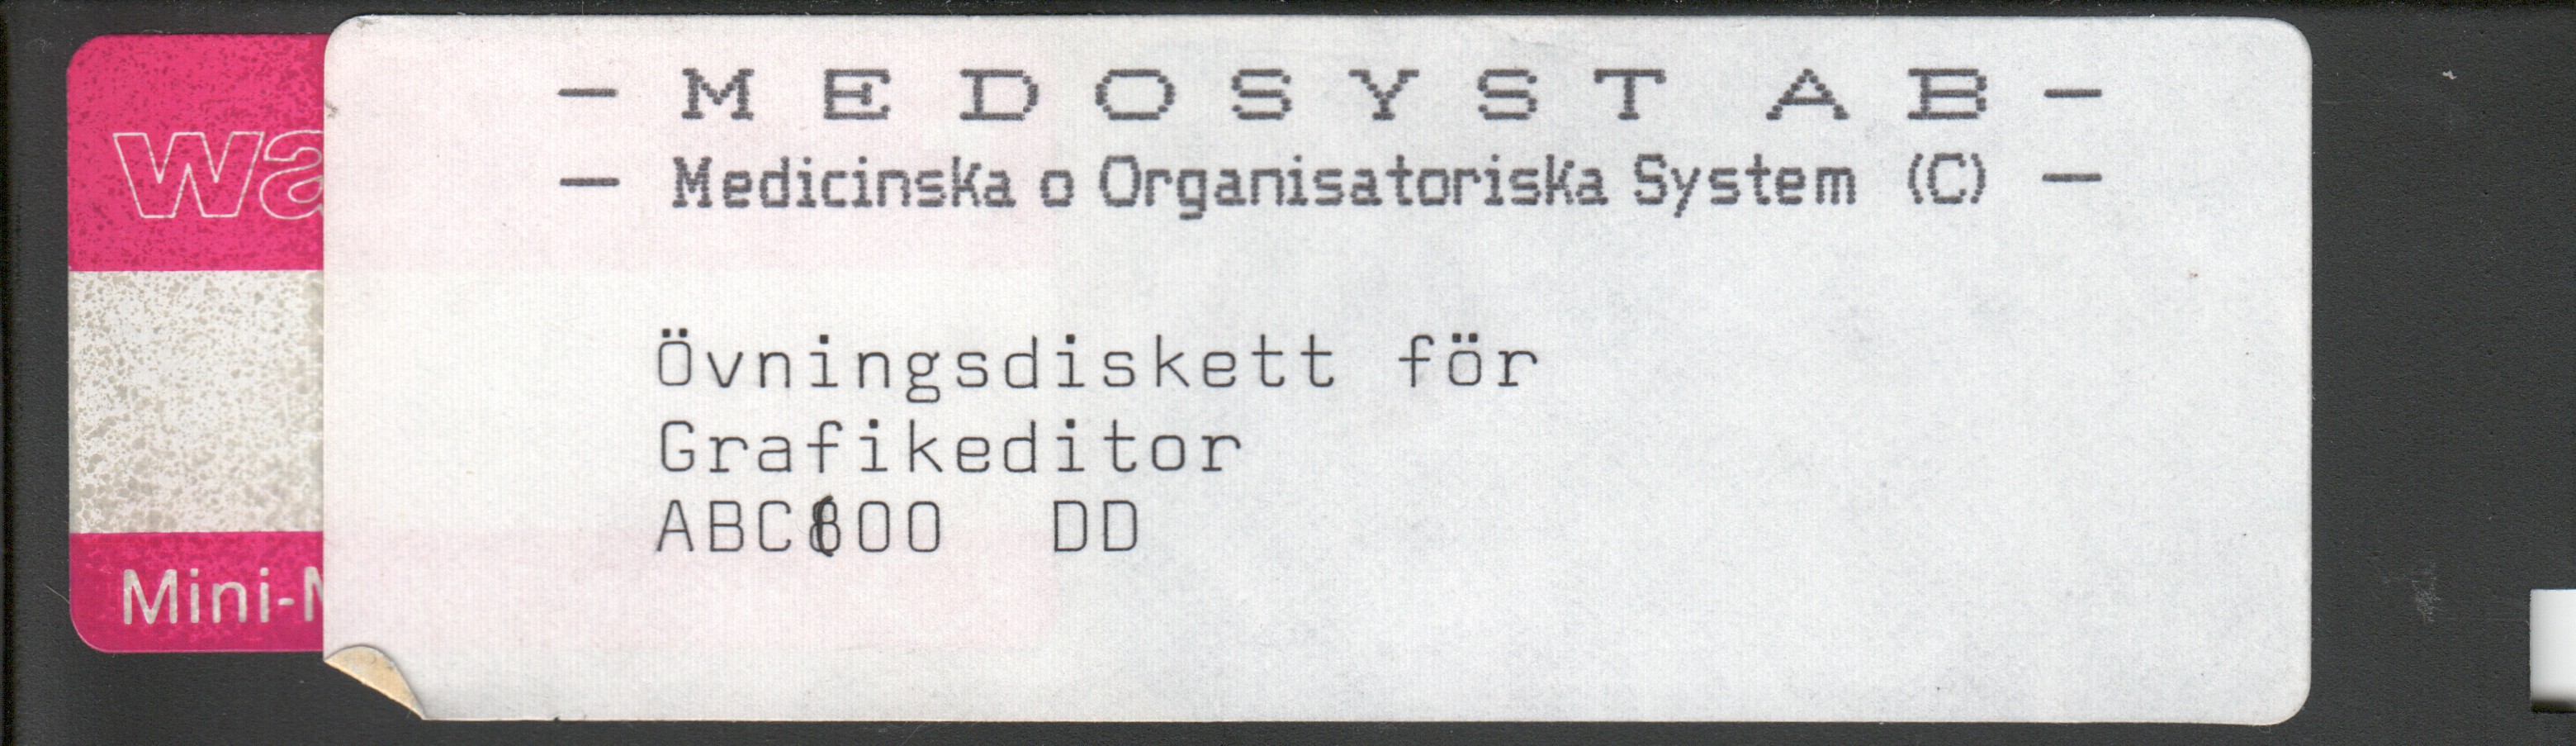 - M E D O S Y S T  A B -
- Medicinska o Organisatoriska System (C) -
wa
Övningsdiskett för
Grafikeditor
ABC800  DD
Mini-M